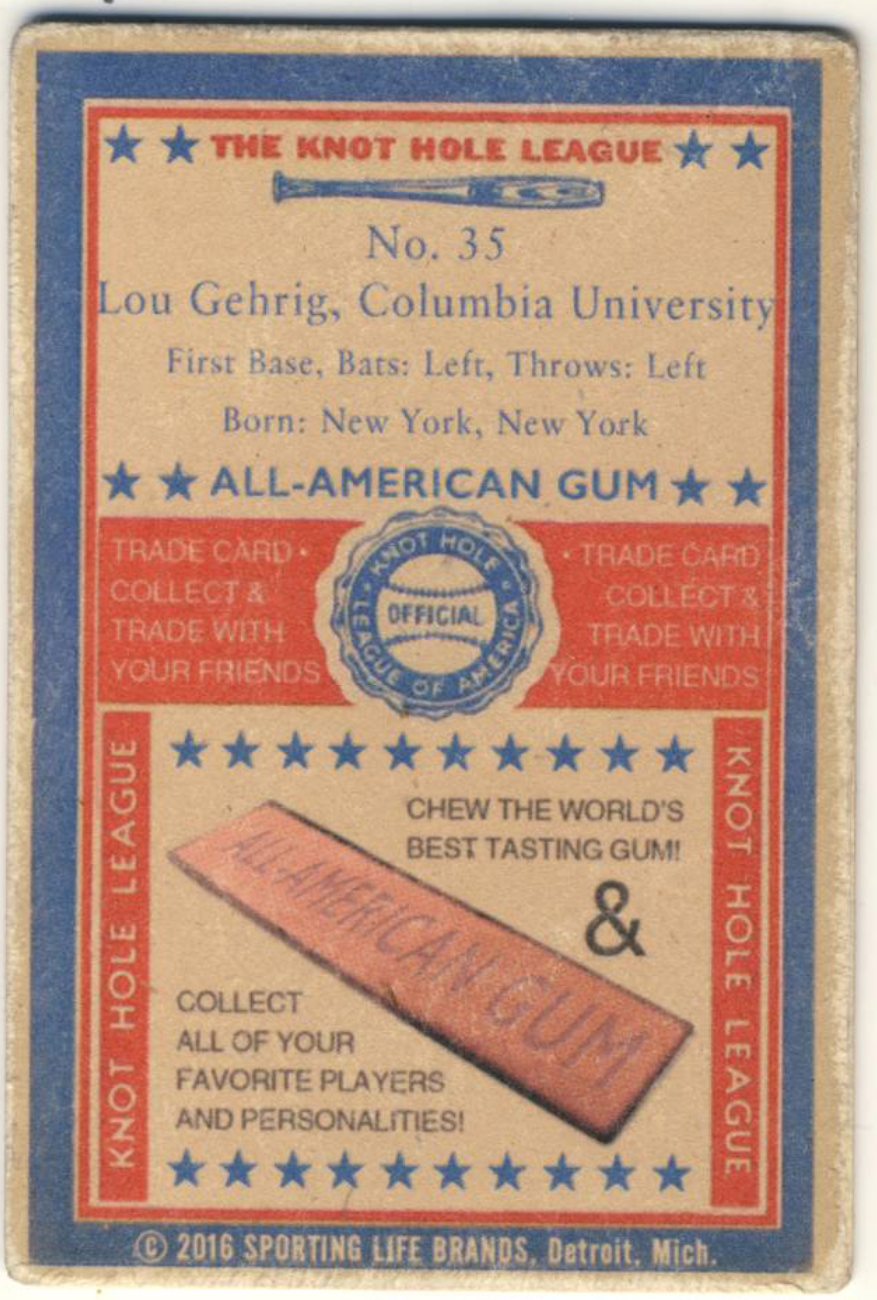 THE KNOT HOLE LEAGUE
No. 35
Lou Gehrig, Columbia University
First Base, Bats: Left, Throws: Left
Born: New York, New York
ALL-AMERICAN GUM
TRADE CARD •
COLLECT &
TRADE WITH
YOUR FRIENDS
KNOT HOLE
OFFICIAL
LEAGUE OF AMERICA
• TRADE CARD
COLLECT &
TRADE WITH
YOUR FRIENDS
KNOT HOLE LEAGUE
CHEW THE WORLD'S
BEST TASTING GUM!
&
ALL-AMERICAN GUM
COLLECT
ALL OF YOUR
FAVORITE PLAYERS
AND PERSONALITIES!
KNOT HOLE LEAGUE
© 2016 SPORTING LIFE BRANDS, Detroit, Mich.